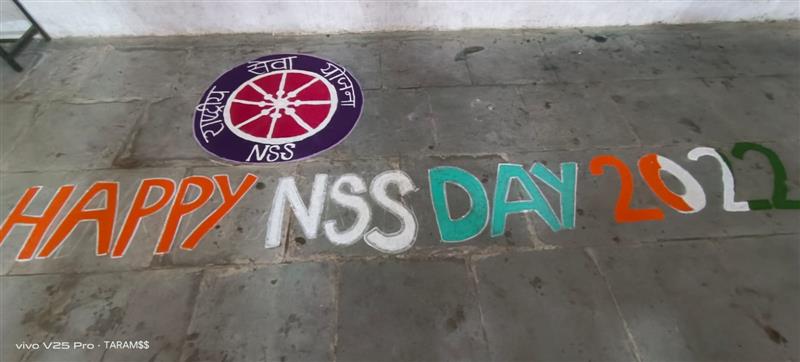 राष्ट्रीय सेवा योजना
NSS
HAPPY NSS DAY 2022
vivo V25 Pro · TARAM$$